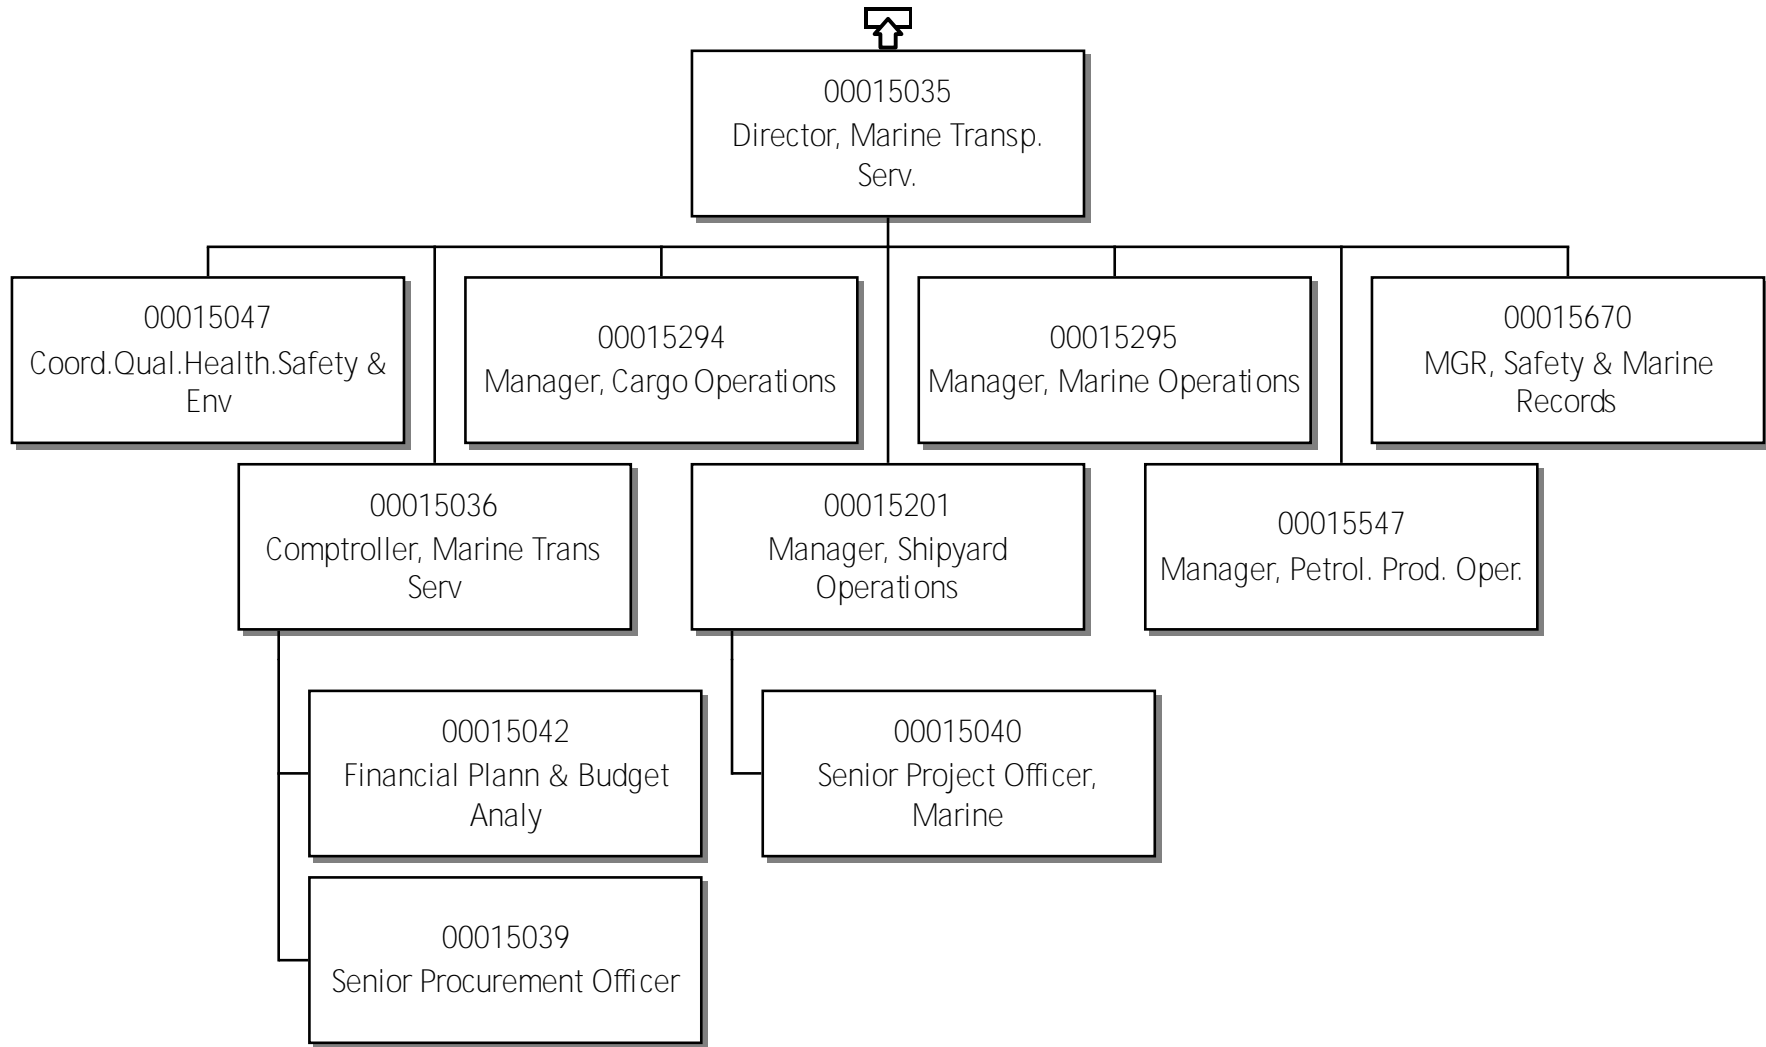 00015035
Director, Marine Transp.
Serv.
00015047
Coord.Qual.Health.Safety &
Env
00015294
Manager, Cargo Operations
00015295
Manager, Marine Operations
00015670
MGR, Safety & Marine
Records
00015036
Comptroller, Marine Trans
Serv
00015201
Manager, Shipyard
Operations
00015547
Manager, Petrol. Prod. Oper.
00015042
Financial Plann & Budget
Analy
00015040
Senior Project Officer,
Marine
00015039
Senior Procurement Officer